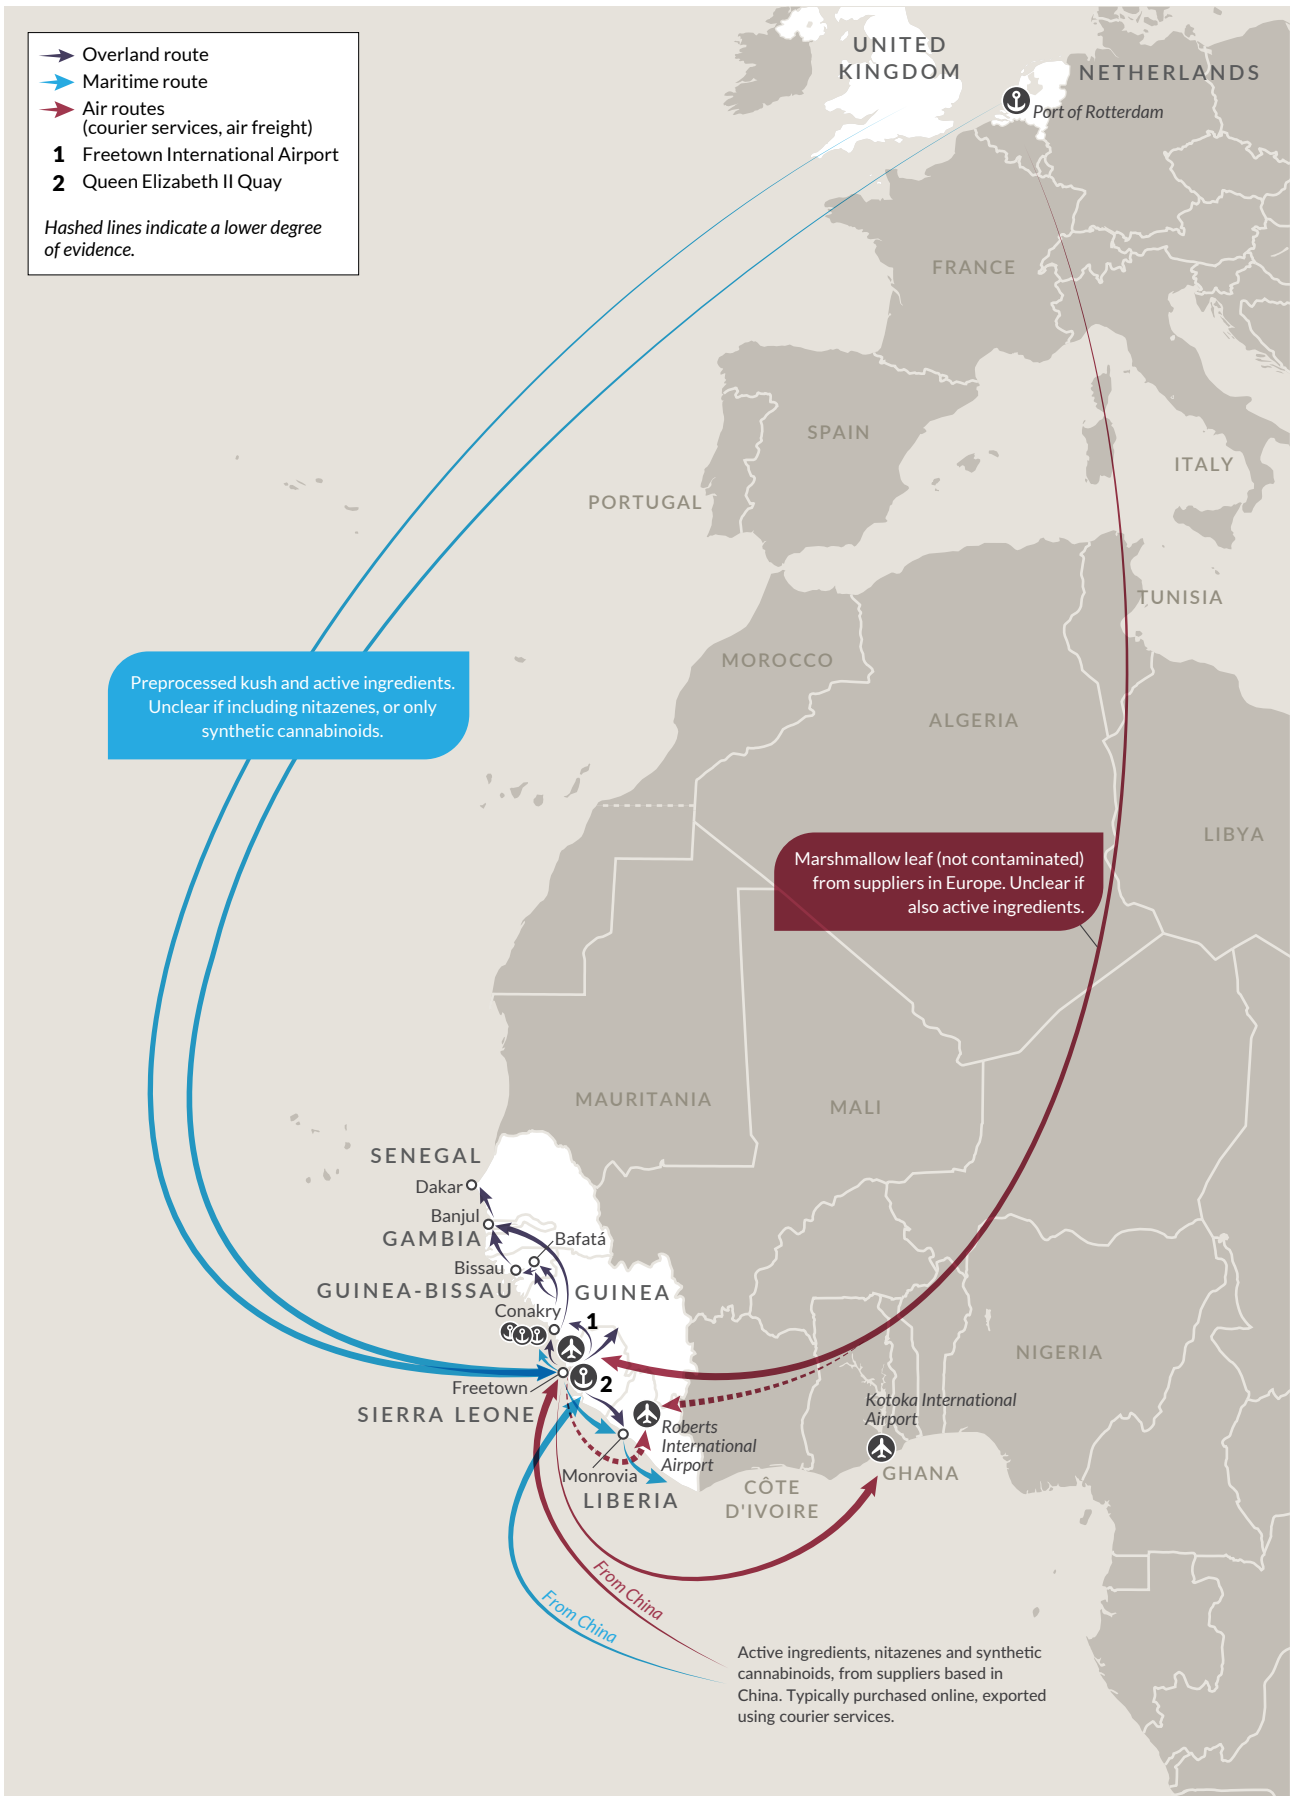 Overland route
Maritime route
Air routes
(courier services, air freight)
1 Freetown International Airport
2 Queen Elizabeth II Quay
Hashed lines indicate a lower degree
of evidence.
UNITED
KINGDOM
NETHERLANDS
Port of Rotterdam
FRANCE
SPAIN
ITALY
PORTUGAL
TUNISIA
MOROCCO
ALGERIA
LIBYA
Preprocessed kush and active ingredients.
Unclear if including nitazenes, or only
synthetic cannabinoids.
Marshmallow leaf (not contaminated)
from suppliers in Europe. Unclear if
also active ingredients.
MAURITANIA
MALI
SENEGAL
Dakar
Banjul
GAMBIA
Bafatá
Bissau
GUINEA-BISSAU
GUINEA
Conakry
1
NIGERIA
2
Freetown
SIERRA LEONE
Kotoka International
Airport
Roberts
International
Airport
Monrovia
LIBERIA
GHANA
CÔTE
D'IVOIRE
From China
From China
Active ingredients, nitazenes and synthetic
cannabinoids, from suppliers based in
China. Typically purchased online, exported
using courier services.